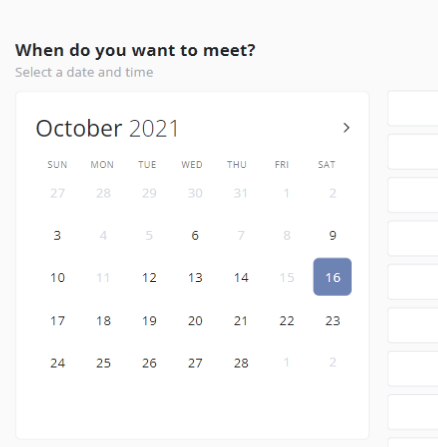 When do you want to meet?
Select a date and time
October 2021
SUN MON TUE WED THU FRI SAT
27 28 29 30 31 1 2
3 4 5 6 7 8 9
10 11 12 13 14 15 16
17 18 19 20 21 22 23
24 25 26 27 28 1 2